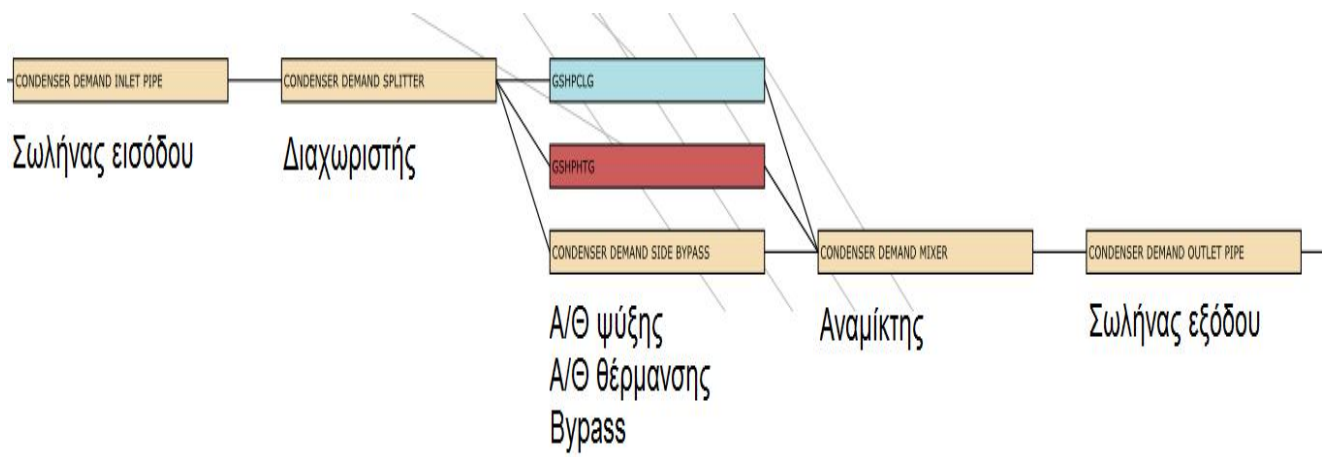 CONDENSER DEMAND INLET PIPE
CONDENSER DEMAND SPLITTER
GSHPCLG
GSHPHTG
CONDENSER DEMAND SIDE BYPASS
CONDENSER DEMAND MIXER
CONDENSER DEMAND OUTLET PIPE
Σωλήνας εισόδου
Διαχωριστής
Α/Θ ψύξης
Α/Θ θέρμανσης
Bypass
Αναμίκτης
Σωλήνας εξόδου